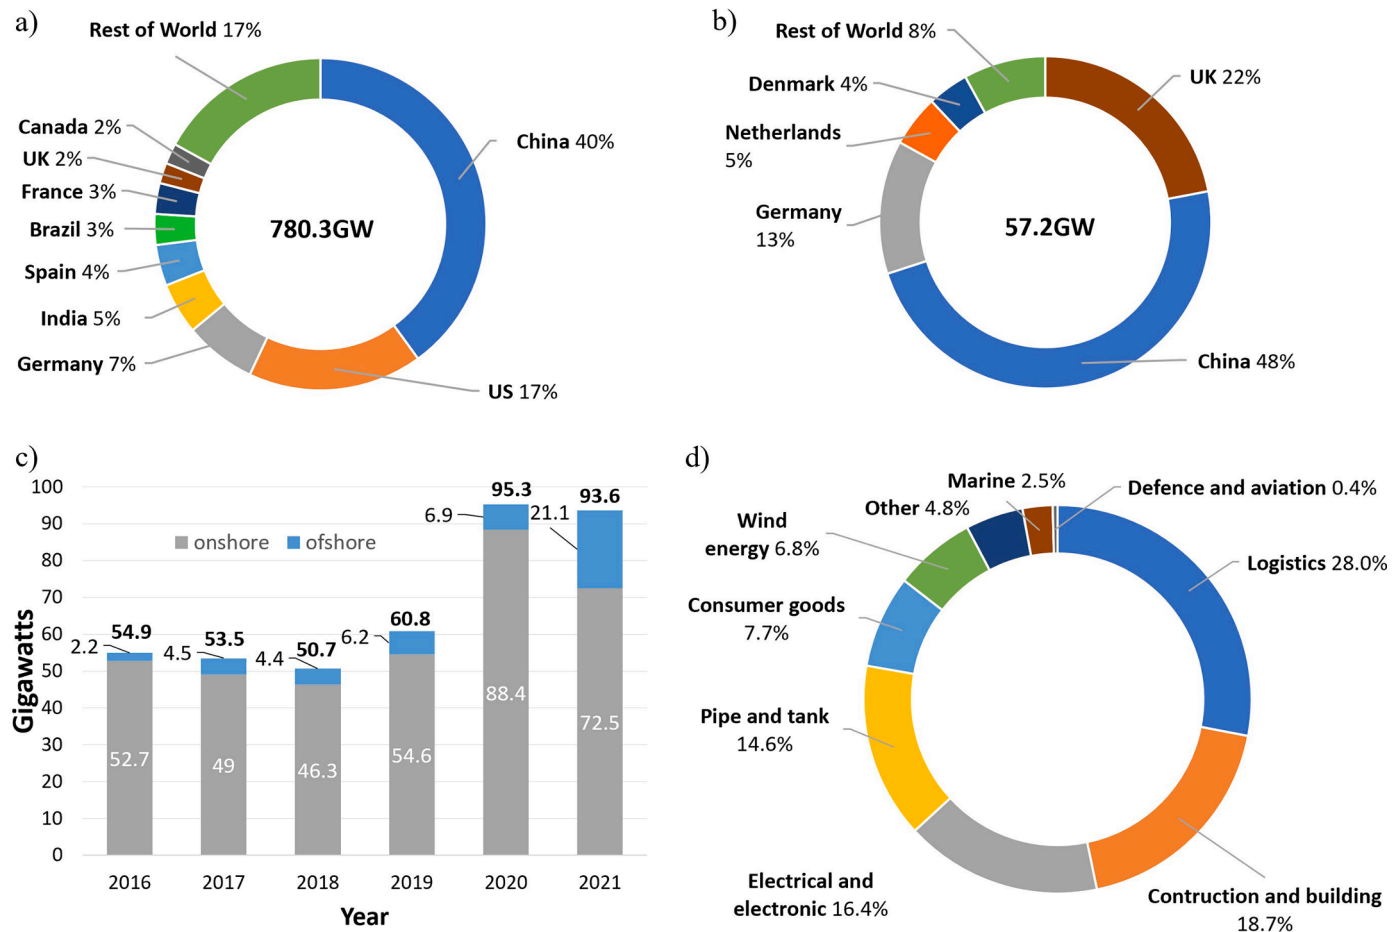 a)
Rest of World 17%
Canada 2%
UK 2%
France 3%
Brazil 3%
Spain 4%
India 5%
Germany 7%
US 17%
China 40%
780.3GW
b)
Rest of World 8%
Denmark 4%
Netherlands
5%
Germany
13%
UK 22%
China 48%
57.2GW
c)
Gigawatts
100
90
80
70
60
50
40
30
20
10
0
onshore
ofshore
54.9
2.2
52.7
53.5
4.5
49
50.7
4.4
46.3
60.8
6.2
54.6
95.3
6.9
88.4
93.6
21.1
72.5
2016
2017
2018
2019
2020
2021
Year
d)
Marine 2.5%
Defence and aviation 0.4%
Other 4.8%
Wind
energy 6.8%
Logistics 28.0%
Consumer goods
7.7%
Pipe and tank
14.6%
Electrical and
electronic 16.4%
Contruction and building
18.7%